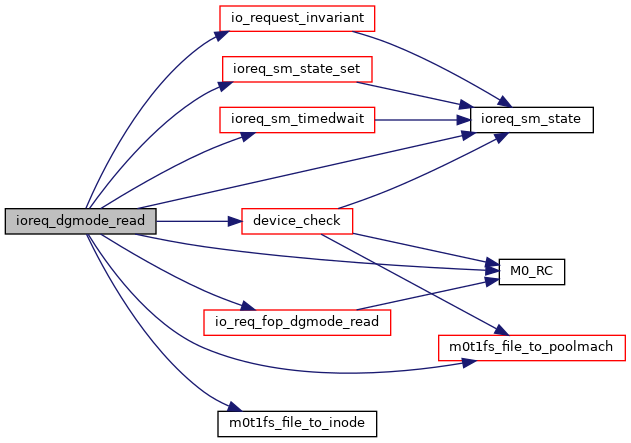 io_request_invariant
ioreq_sm_state_set
ioreq_sm_timedwait
ioreq_sm_state
ioreq_dgmode_read
device_check
M0_RC
io_req_fop_dgmode_read
m0t1fs_file_to_poolmach
m0t1fs_file_to_inode